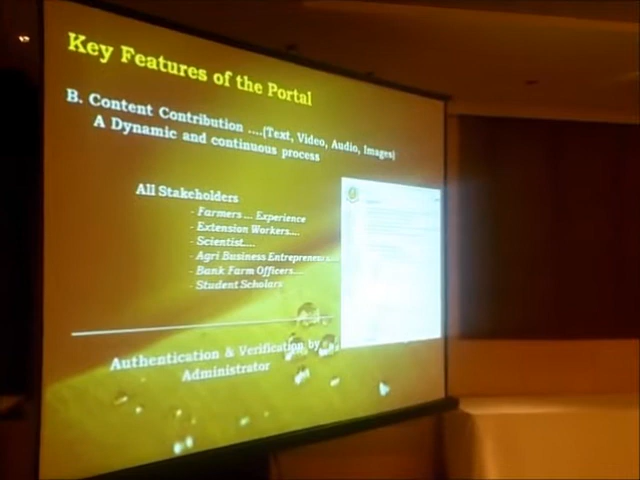 Key Features of the Portal
B. Content Contribution ....(Text, Video, Audio, Images)
A Dynamic and continuous process
All Stakeholders
- Farmers ... Experience
- Extension Workers....
- Scientist....
- Agri Business Entrepreneurs....
- Bank Farm Officers....
- Student Scholars
Authentication & Verification by
Administrator